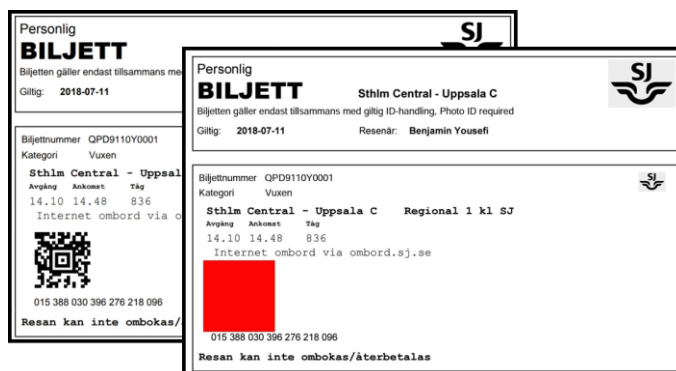 Personlig
BILJETT
Biljetten gäller endast tillsammans
Giltig: 2018-07-11
SJ
Biljettnummer QPD9110Y0001
Kategori Vuxen
Sthlm Central - Uppsal
Avgång Ankomst Tåg
14.10 14.48 836
Internet ombord via o
015 388 030 396 276 218 096
Resan kan inte ombokas/
Personlig
BILJETT
Sthlm Central - Uppsala C
SJ
Biljetten gäller endast tillsammans med giltig ID-handling, Photo ID required
Giltig: 2018-07-11 Resenär: Benjamin Yousefi
Biljettnummer QPD9110Y0001
SJ
Kategori Vuxen
Sthlm Central - Uppsala C Regional 1 kl SJ
Avgång Ankomst Tåg
14.10 14.48 836
Internet ombord via ombord.sj.se
015 388 030 396 276 218 096
Resan kan inte ombokas/återbetalas